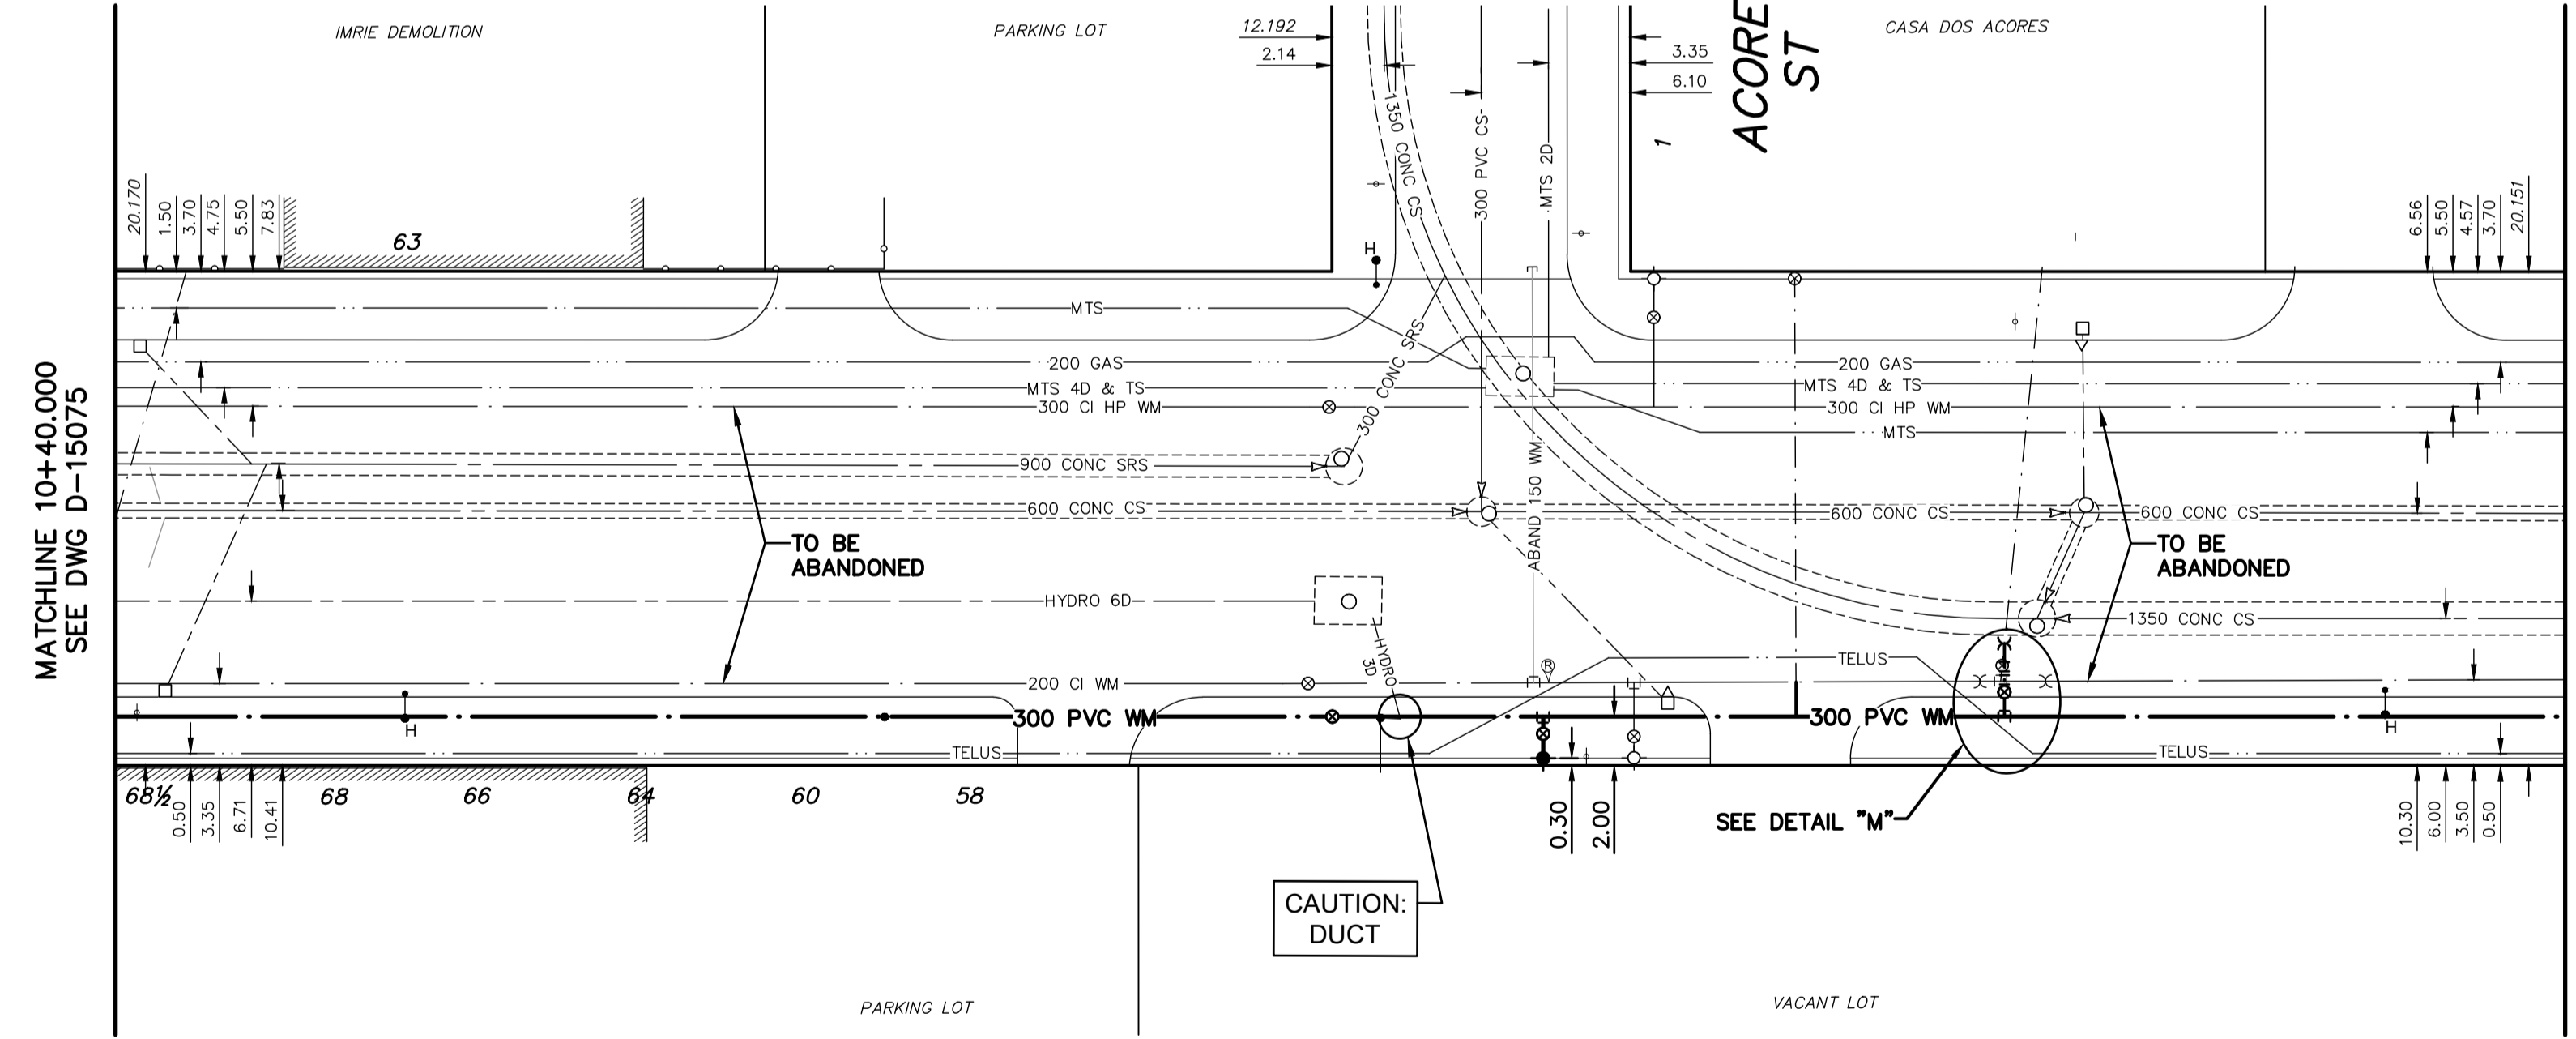 IMRIE DEMOLITION
PARKING LOT
12.192
2.14
3.35
6.10
ACORE
ST
CASA DOS ACORES
1350 CONC CS
300 PVC CS
MTS 2D
1
20.170
1.50
3.70
4.75
5.50
7.83
63
H
6.56
5.50
4.57
3.70
20.151
MATCHLINE 10+40.000
SEE DWG D-15075
MTS
200 GAS
MTS 4D & TS
300 CI HP WM
300 CONC SRS
200 GAS
MTS 4D & TS
300 CI HP WM
MTS
900 CONC SRS
600 CONC CS
ABAND 150 WM
600 CONC CS
600 CONC CS
TO BE
ABANDONED
TO BE
ABANDONED
HYDRO 6D
HYDRO
3D
1350 CONC CS
200 CI WM
R
TELUS
300 PVC WM
300 PVC WM
H
H
TELUS
TELUS
68½
68
66
64
60
58
0.50
3.35
6.71
10.41
0.30
2.00
SEE DETAIL "M"
10.30
6.00
3.50
0.50
CAUTION:
DUCT
PARKING LOT
VACANT LOT